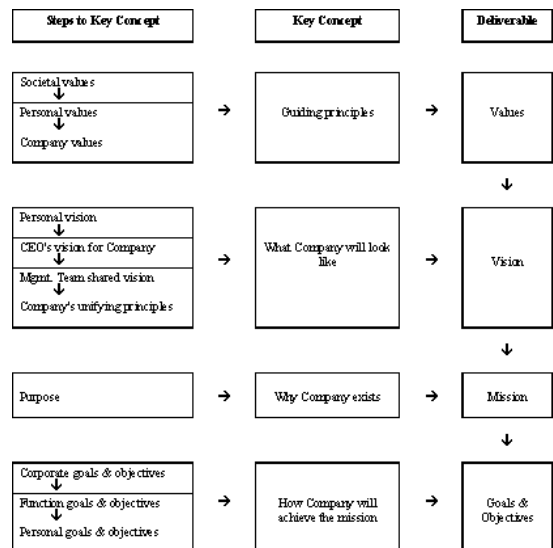 Steps to Key Concept
Key Concept
Deliverable
Societal values
Personal values
Company values
Guiding principles
Values
Personal vision
CEO's vision for Company
Mgmt. Team shared vision
Company's unifying principles
What Company will look
like
Vision
Purpose
Why Company exists
Mission
Corporate goals & objectives
Function goals & objectives
Personal goals & objectives
How Company will
achieve the mission
Goals &
Objectives